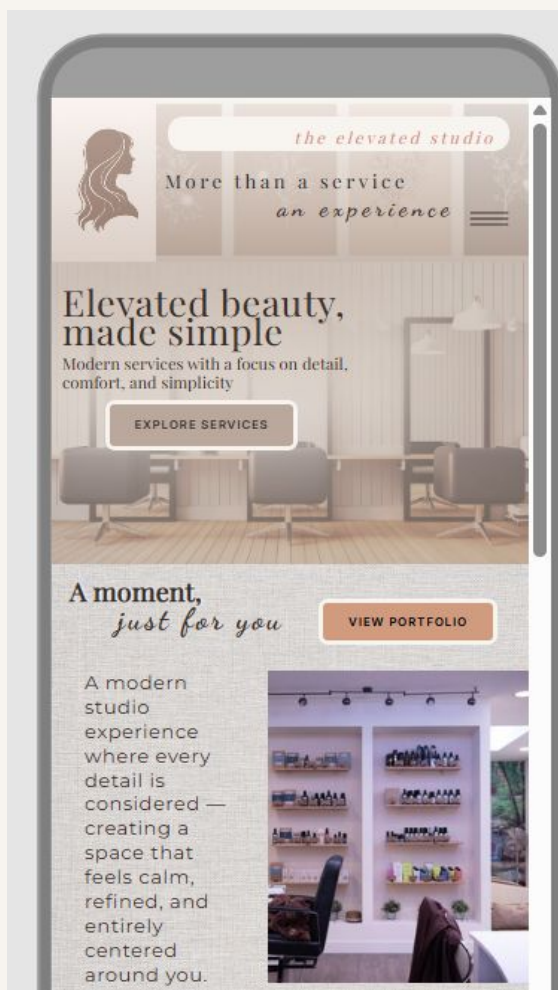 the elevated studio
More than a service
an experience
Elevated beauty,
made simple
Modern services with a focus on detail,
comfort, and simplicity
EXPLORE SERVICES
A moment,
just for you
VIEW PORTFOLIO
A modern
studio
experience
where every
detail is
considered —
creating a
space that
feels calm,
refined, and
entirely
centered
around you.